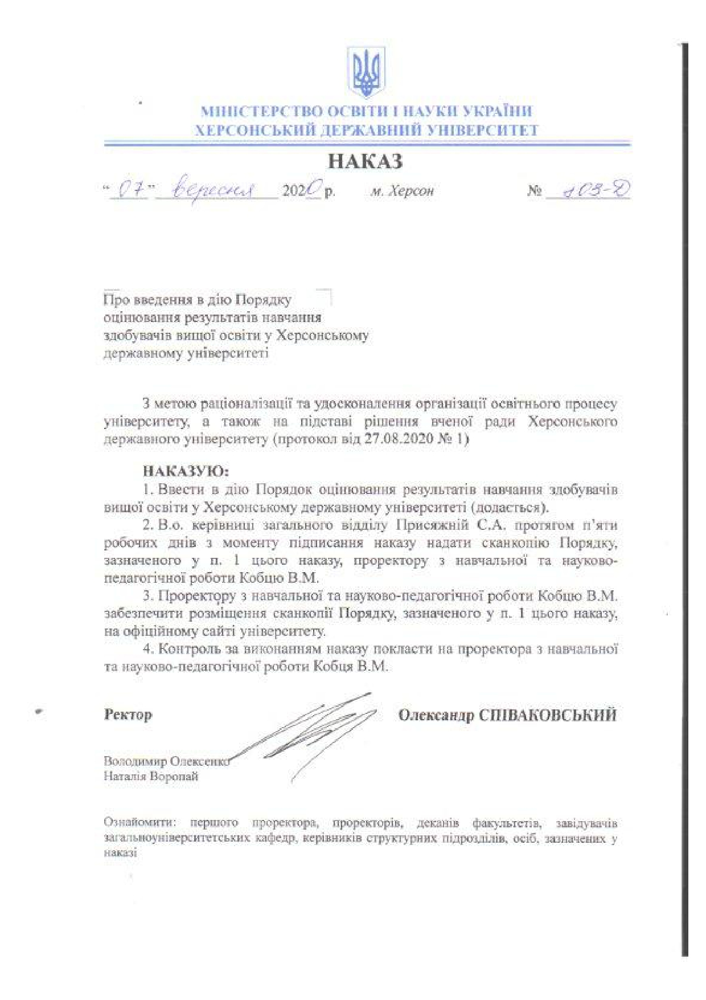 МІНІСТЕРСТВО ОСВІТИ І НАУКИ УКРАЇНИ
ХЕРСОНСЬКИЙ ДЕРЖАВНИЙ УНІВЕРСИТЕТ
НАКАЗ
“07” вересня 2020 р. м. Херсон № 803-Д
Про введення в дію Порядку
оцінювання результатів навчання
здобувачів вищої освіти у Херсонському
державному університеті
З метою раціоналізації та удосконалення організації освітнього процесу
університету, а також на підставі рішення вченої ради Херсонського
державного університету (протокол від 27.08.2020 № 1)
НАКАЗУЮ:
1. Ввести в дію Порядок оцінювання результатів навчання здобувачів
вищої освіти у Херсонському державному університеті (додається).
2. В.о. керівниці загального відділу Присяжній С.А. протягом п’яти
робочих днів з моменту підписання наказу надати сканкопію Порядку,
зазначеного у п. 1 цього наказу, проректору з навчальної та науково-
педагогічної роботи Кобцю В.М.
3. Проректору з навчальної та науково-педагогічної роботи Кобцю В.М.
забезпечити розміщення сканкопії Порядку, зазначеного у п. 1 цього наказу,
на офіційному сайті університету.
4. Контроль за виконанням наказу покласти на проректора з навчальної
та науково-педагогічної роботи Кобця В.М.
Ректор Олександр СПІВАКОВСЬКИЙ
Володимир Олексенко
Наталія Воропай
Ознайомити: першого проректора, проректорів, деканів факультетів, завідувачів
загальноуніверситетських кафедр, керівників структурних підрозділів, осіб, зазначених у
наказі